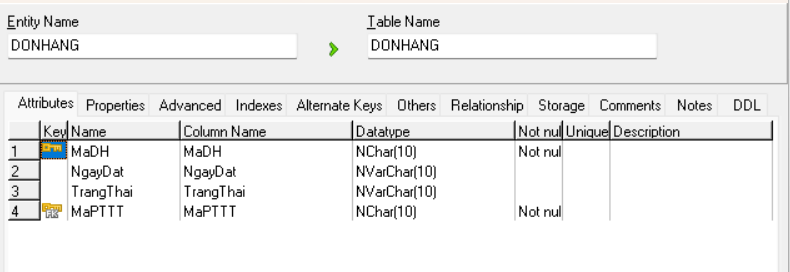 Entity Name Table Name
DONHANG DONHANG
Attributes Properties Advanced Indexes Alternate Keys Others Relationship Storage Comments Notes DDL
Key Name Column Name Datatype Not nul Unique Description
1 MaDH MaDH NChar(10) Not nul
2 NgayDat NgayDat NVarChar(10)
3 TrangThai TrangThai NVarChar(10)
4 MaPTTT MaPTTT NChar(10) Not nul